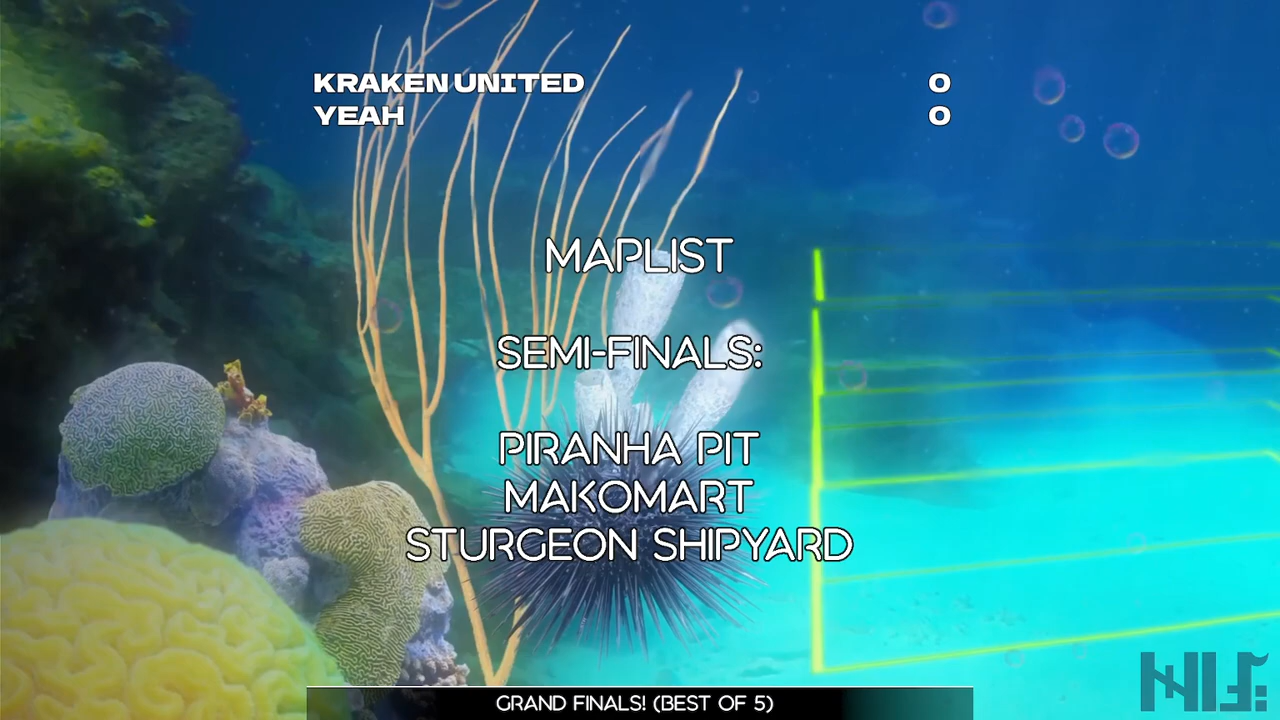 KRAKEN UNITED 0
YEAH 0
MAPLIST
SEMI-FINALS:
PIRANHA PIT
MAKOMART
STURGEON SHIPYARD
GRAND FINALS! (BEST OF 5)